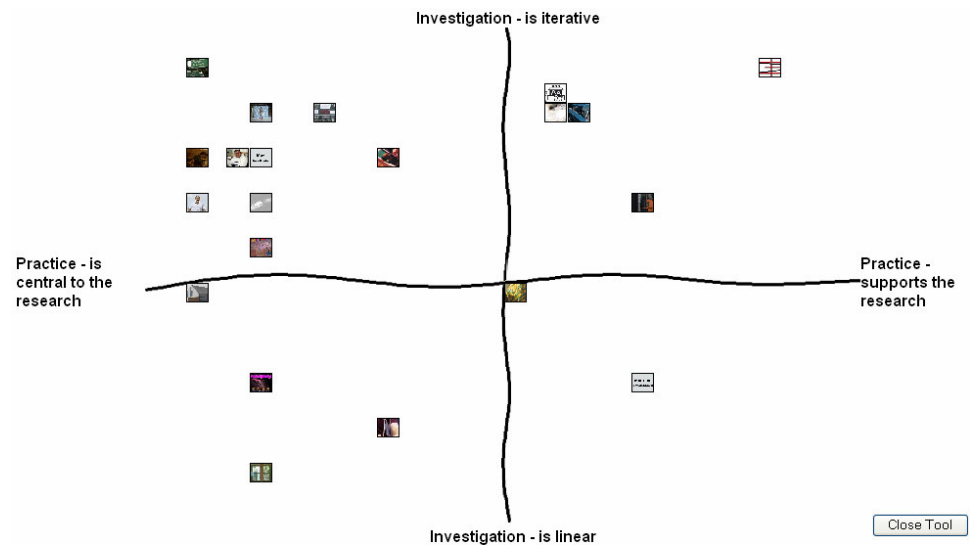 Investigation - is iterative
Practice - is
central to the
research
Practice -
supports the
research
Investigation - is linear
Close Tool